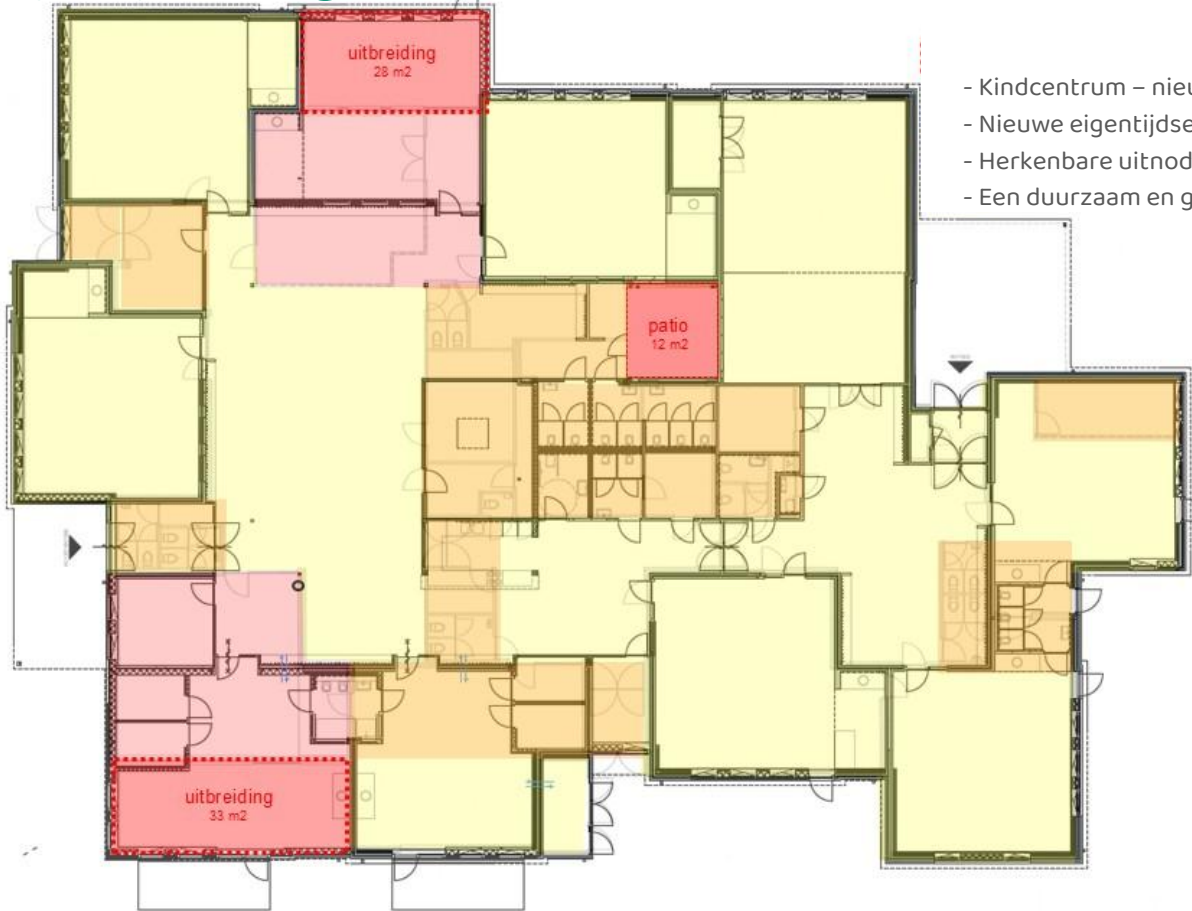 uitbreiding
28 m2
- Kindcentrum – nieu
- Nieuwe eigentijdse
- Herkenbare uitnod
- Een duurzaam en g
patio
12 m2
uitbreiding
33 m2